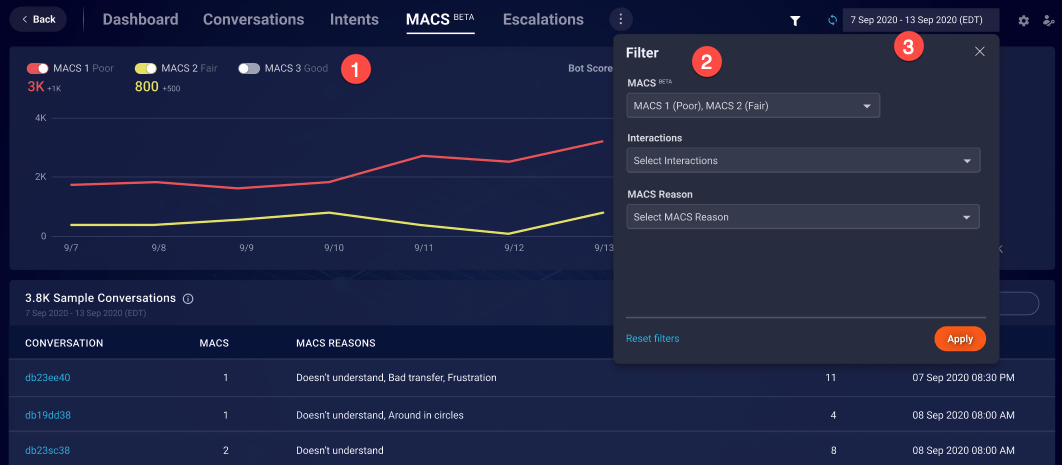 Back
Dashboard
Conversations
Intents
MACS BETA
Escalations
7 Sep 2020 - 13 Sep 2020 (EDT)
3
MACS 1 Poor
MACS 2 Fair
MACS 3 Good
1
3K +1K
800 +500
Bot Score
4K
2K
0
9/7
9/8
9/9
9/10
9/11
9/12
9/13
K
Filter
2
MACS BETA
MACS 1 (Poor), MACS 2 (Fair)
Interactions
Select Interactions
MACS Reason
Select MACS Reason
Reset filters
Apply
3.8K Sample Conversations
7 Sep 2020 - 13 Sep 2020 (EDT)
CONVERSATION MACS MACS REASONS
db23ee40 1 Doesn't understand, Bad transfer, Frustration 11 07 Sep 2020 08:30 PM
db19dd38 1 Doesn't understand, Around in circles 4 08 Sep 2020 08:00 AM
db23sc38 2 Doesn't understand 8 08 Sep 2020 08:00 AM